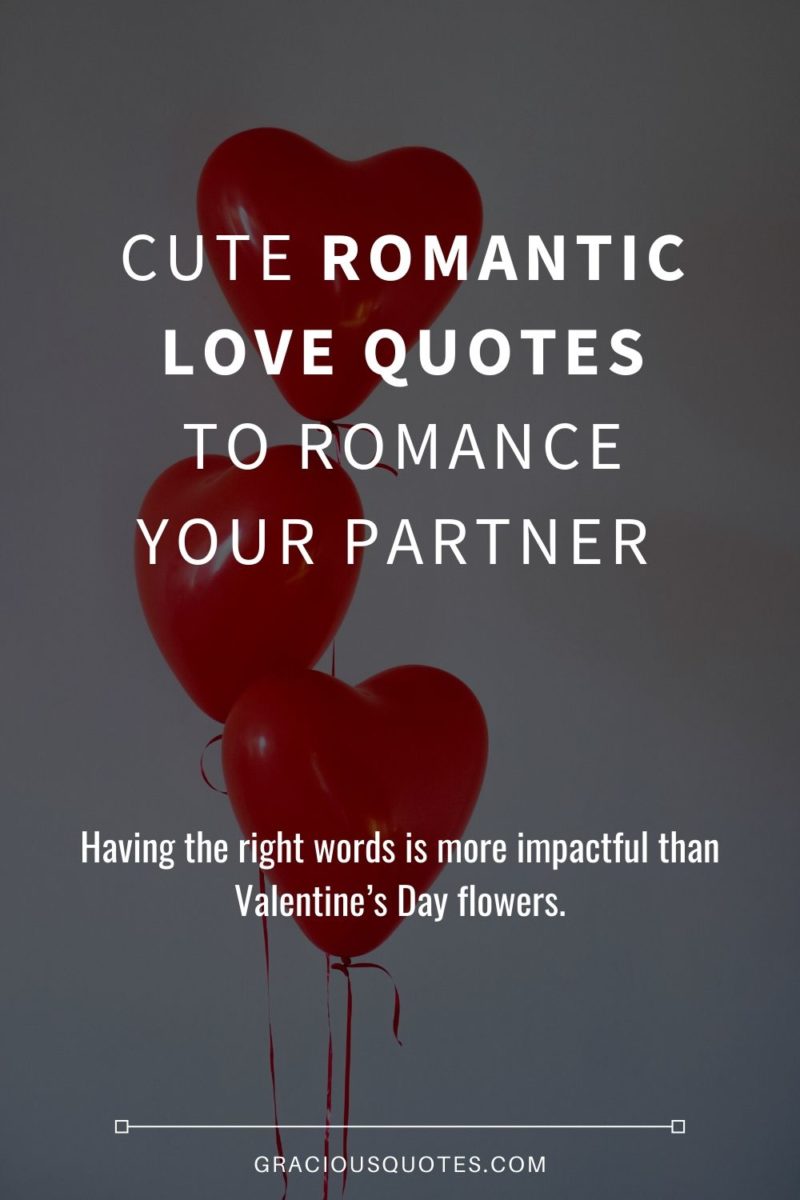 CUTE ROMANTIC
LOVE QUOTES
TO ROMANCE
YOUR PARTNER
Having the right words is more impactful than
Valentine’s Day flowers.
GRACIOUSQUOTES.COM